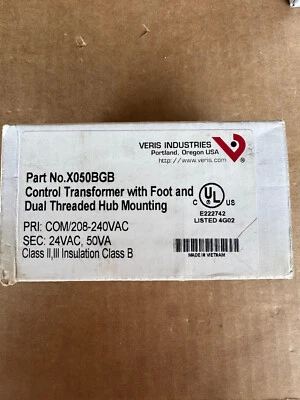 VERIS INDUSTRIES
Portland, Oregon USA
http://www.veris.com
Part No.X050BGB
Control Transformer with Foot and
Dual Threaded Hub Mounting
PRI: COM/208-240VAC
SEC: 24VAC, 50VA
Class II,III Insulation Class B
C UL US
E222742
LISTED 4G02
MADE IN VIETNAM